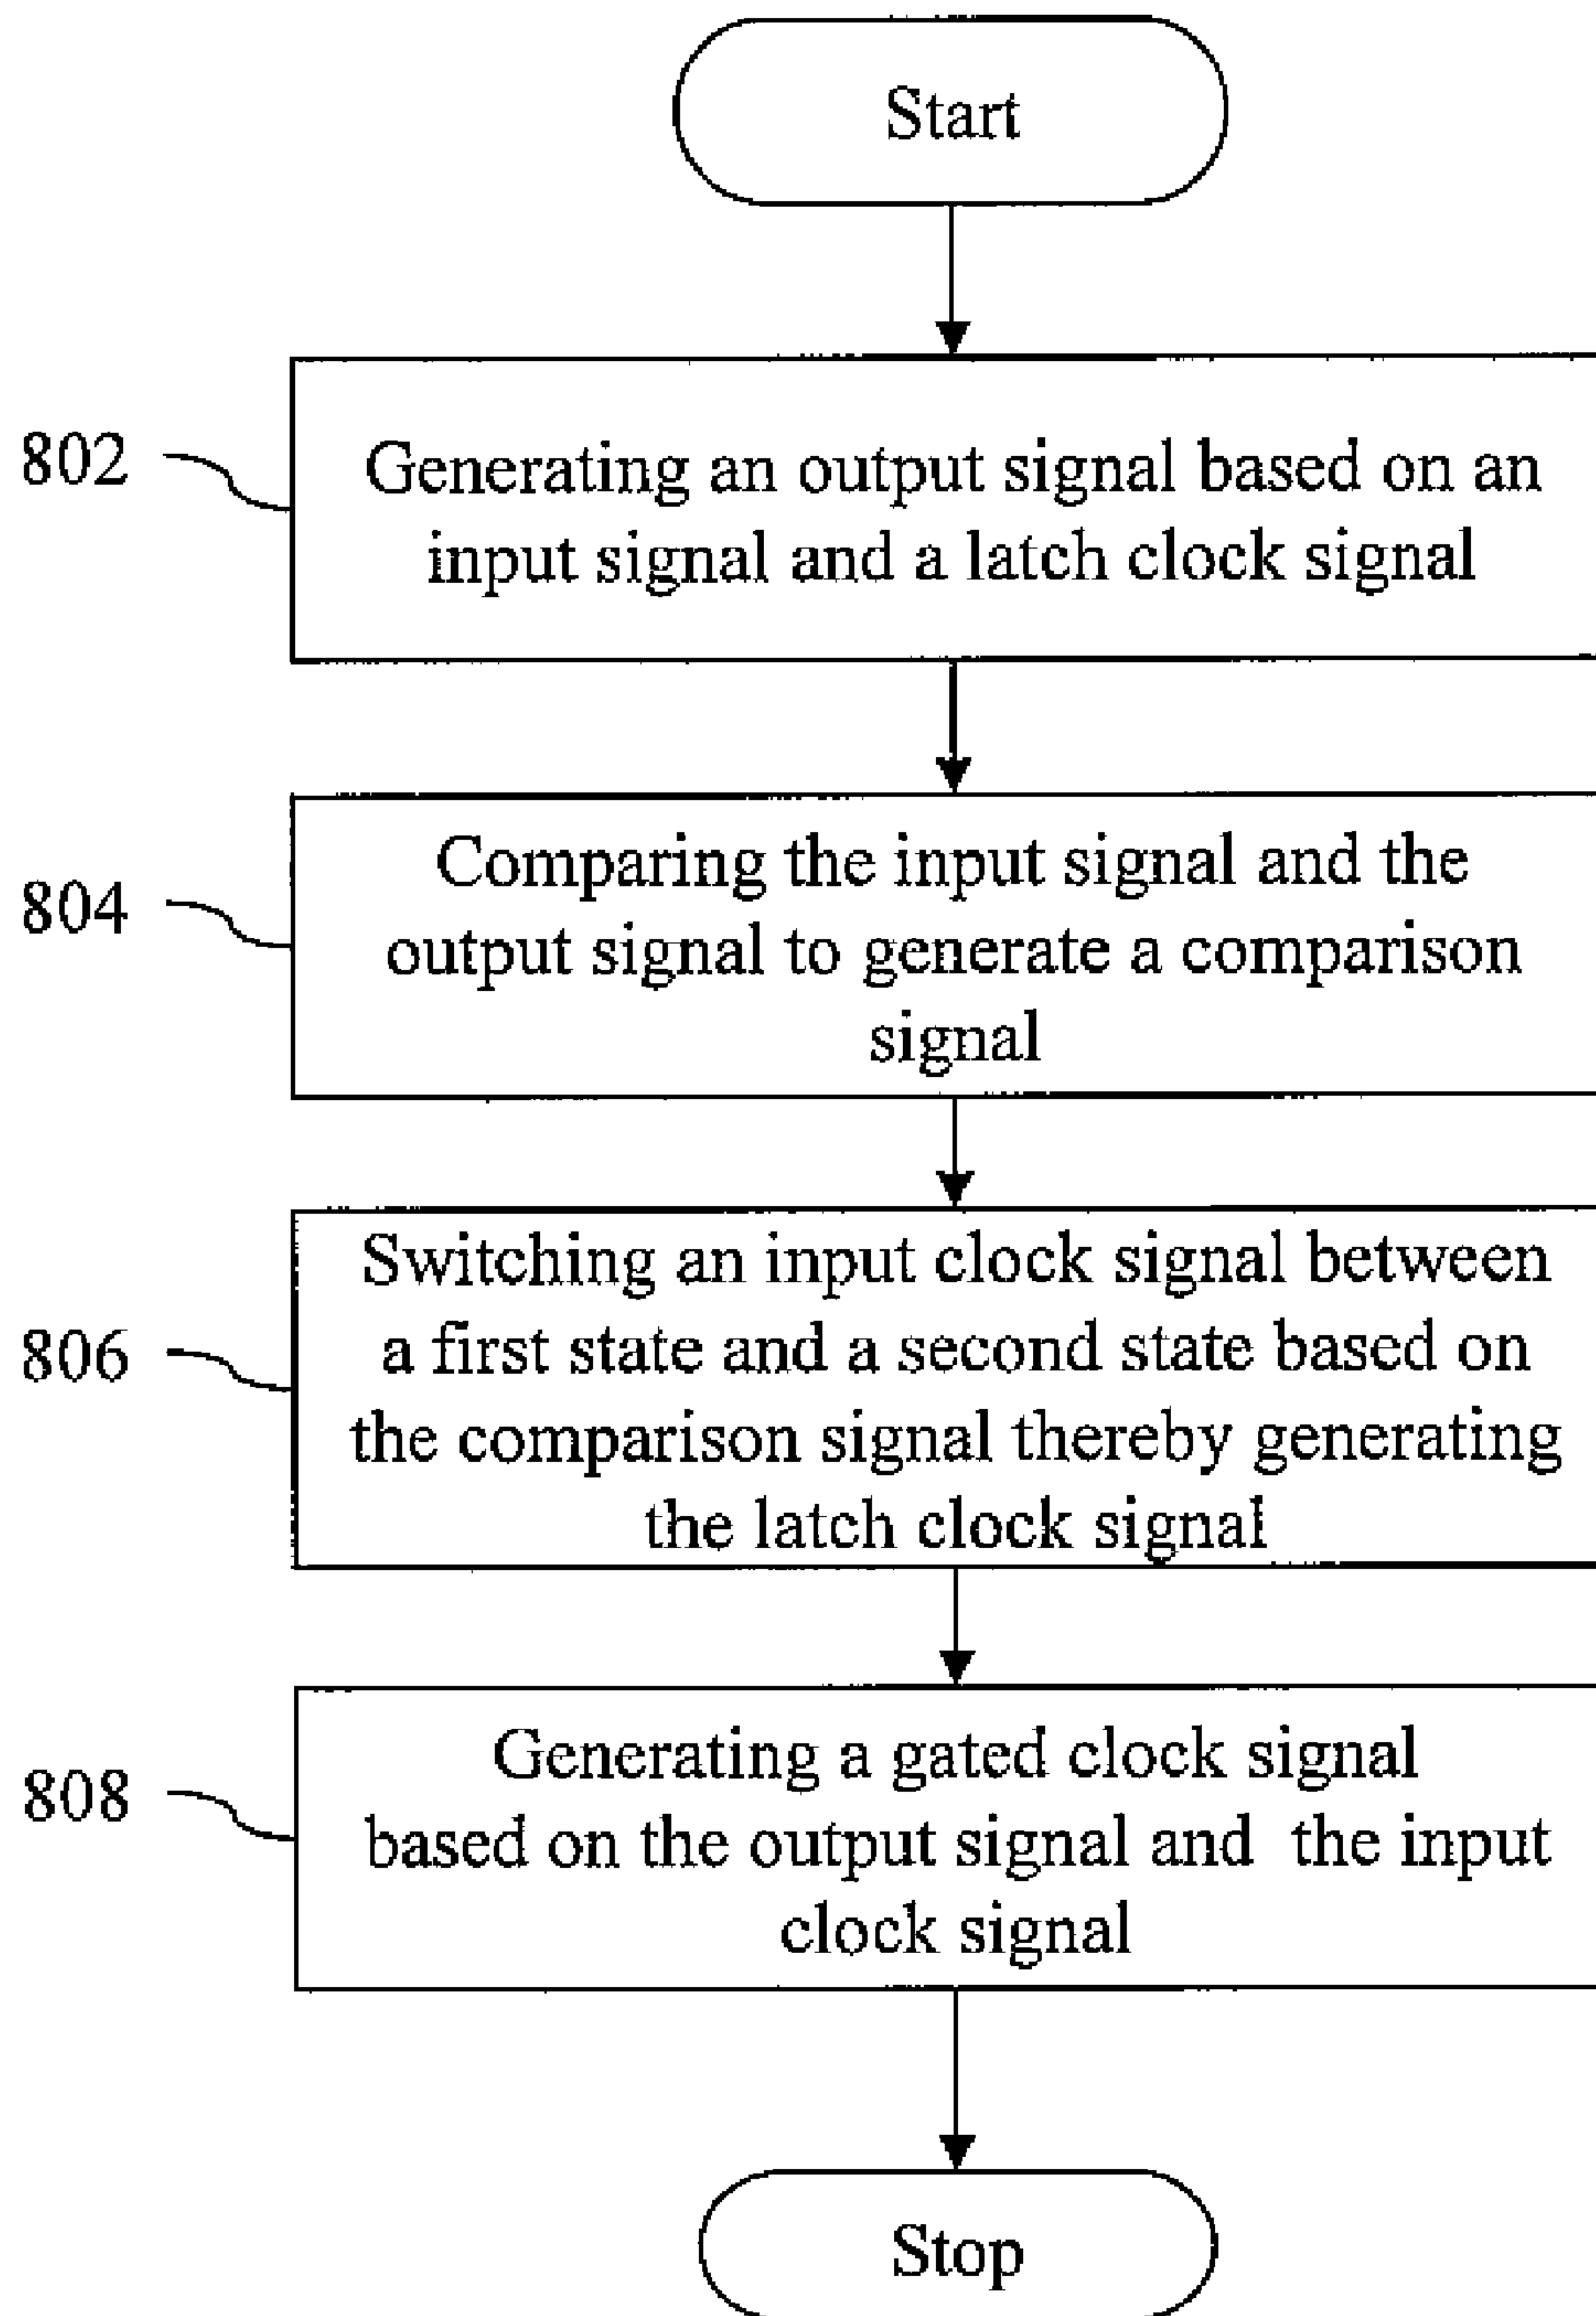 Start
802
Generating an output signal based on an
input signal and a latch clock signal
804
Comparing the input signal and the
output signal to generate a comparison
signal
806
Switching an input clock signal between
a first state and a second state based on
the comparison signal thereby generating
the latch clock signal
808
Generating a gated clock signal
based on the output signal and the input
clock signal
Stop